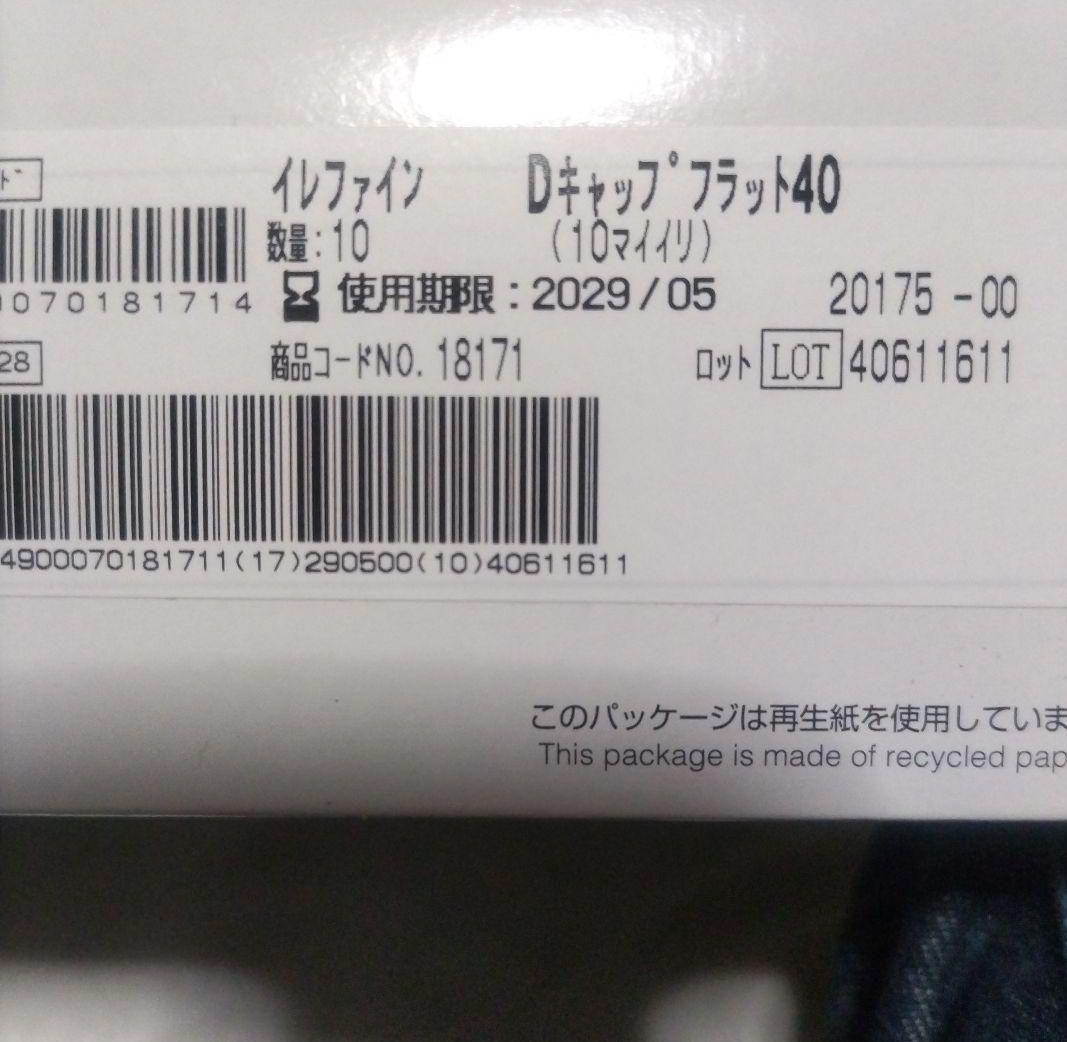 ド
イレファイン Dキャップフラット40
数量:10 (10マイイリ)
0070181714
使用期限:2029/05 20175-00
28
商品コードNO.18171 ロット LOT 40611611
4900070181711(17)290500(10)40611611
このパッケージは再生紙を使用していま
This package is made of recycled pap